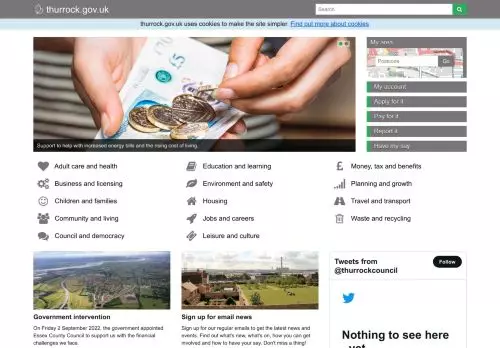 thurrock.gov.uk
Search
thurrock.gov.uk uses cookies to make the site simpler. Find out more about cookies
My area
Postcode
Go
My account
Apply for it
Pay for it
Report it
Have my say
Support to help with increased energy bills and the rising cost of living.
Adult care and health
Education and learning
Money, tax and benefits
Business and licensing
Environment and safety
Planning and growth
Children and families
Housing
Travel and transport
Community and living
Jobs and careers
Waste and recycling
Council and democracy
Leisure and culture
Government intervention
On Friday 2 September 2022, the government appointed
Essex County Council to support us with the financial
challenges we face.
Sign up for email news
Sign up for our regular emails to get the latest news and
events. Find out what's new, what's on, how you can get
involved and how to have your say. Don't miss a thing!
Tweets from
@thurrockcouncil
Follow
Nothing to see here